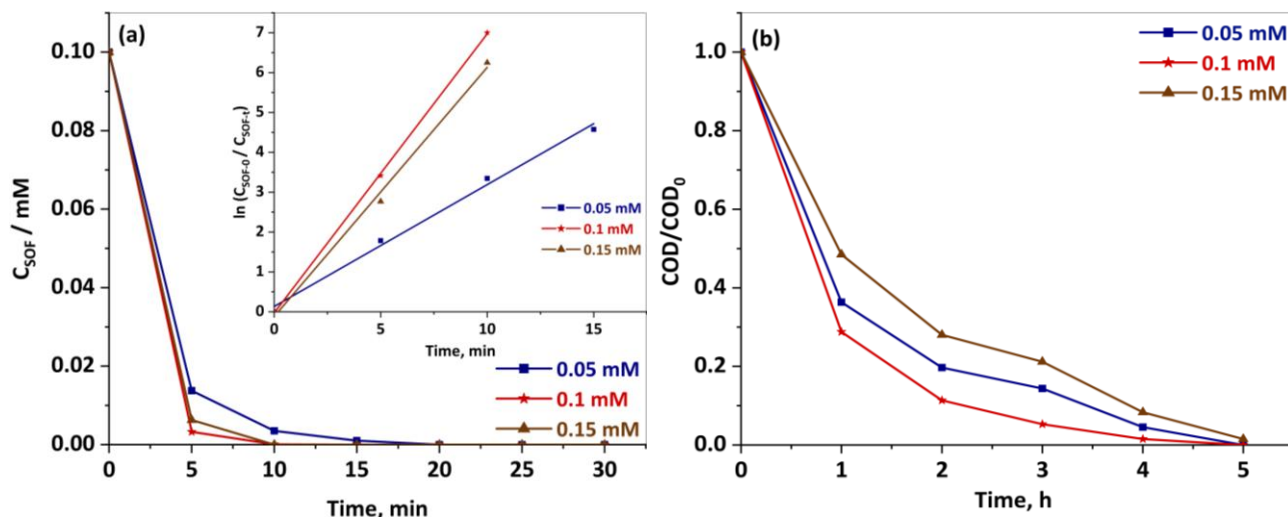 (a)
C_SOF / mM
0.10
0.08
0.06
0.04
0.02
0.00
0 5 10 15 20 25 30
Time, min
0.05 mM
0.1 mM
0.15 mM
ln (C_SOF-0 / C_SOF-t)
7
6
5
4
3
2
1
0
0 5 10 15
Time, min
0.05 mM
0.1 mM
0.15 mM
(b)
COD/COD₀
1.0
0.8
0.6
0.4
0.2
0.0
0 1 2 3 4 5
Time, h
0.05 mM
0.1 mM
0.15 mM